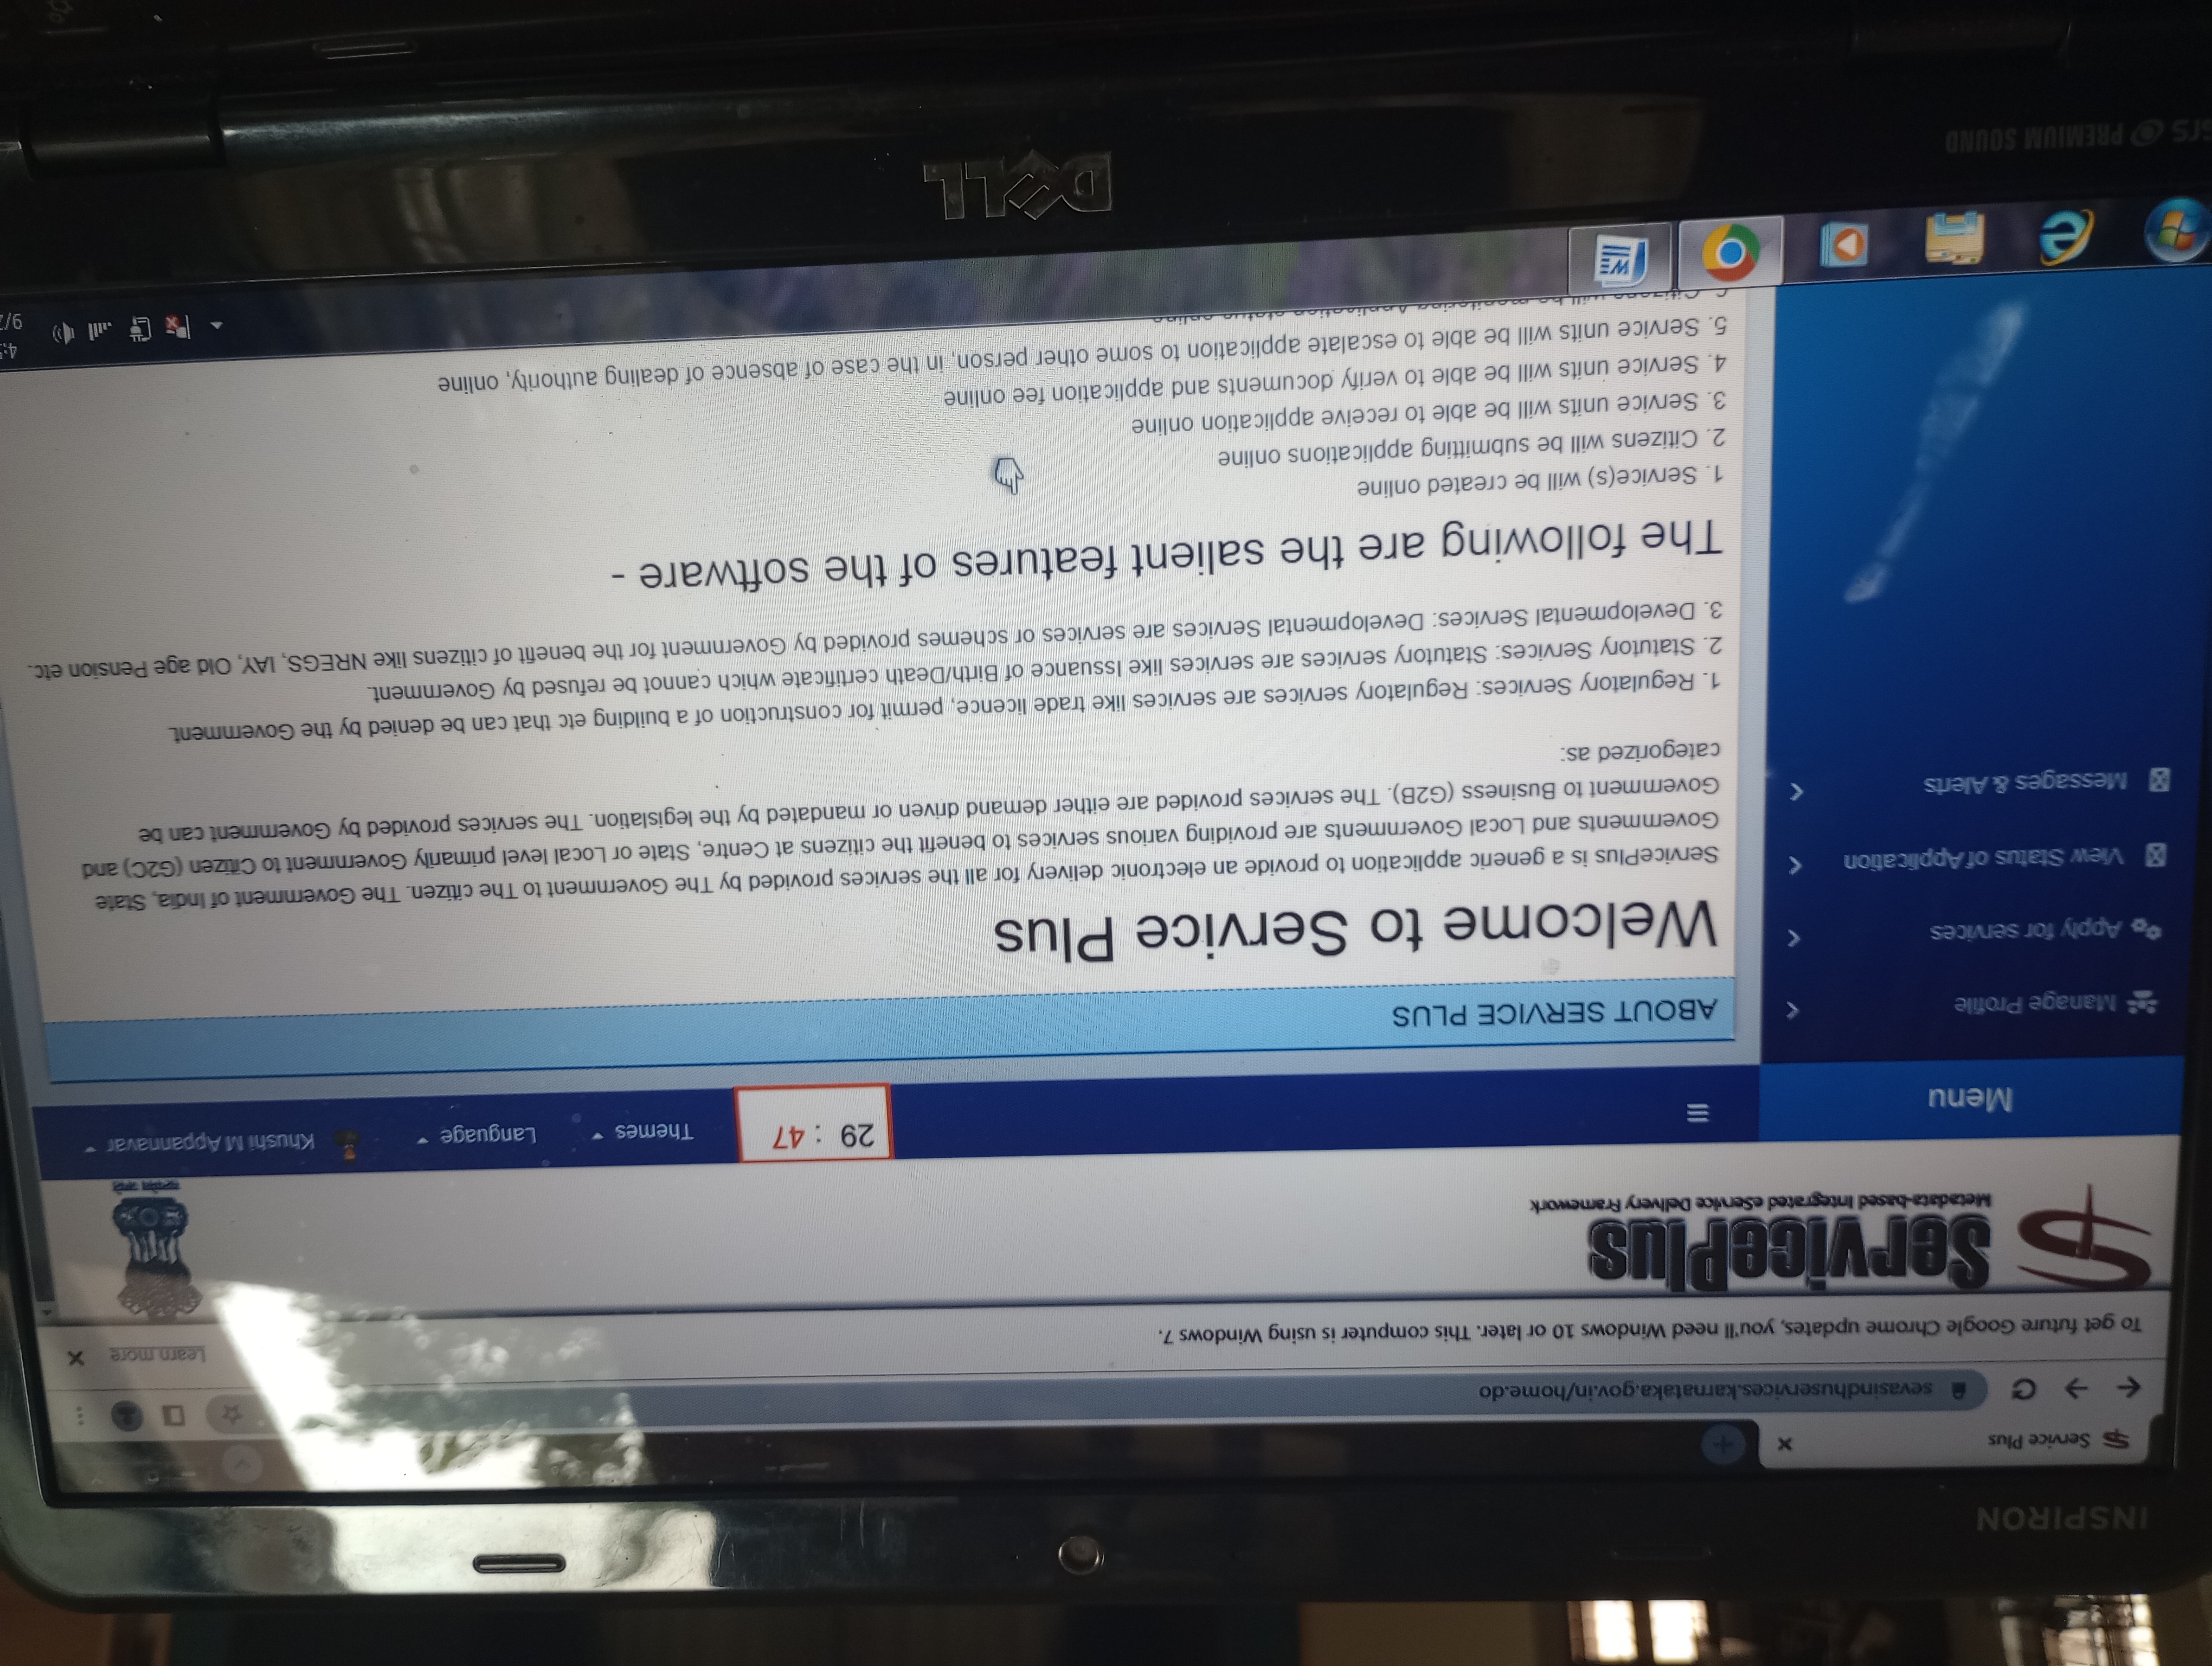 INSPIRON
Service Plus
sevasindhuservices.karnataka.gov.in/home.do
Learn more
To get future Google Chrome updates, you'll need Windows 10 or later. This computer is using Windows 7.
ServicePlus
Metadata-based Integrated eService Delivery Framework
सत्यमेव जयते
Menu
29 : 47
Themes
Language
Khushi M Appannavar
Manage Profile
Apply for services
View Status of Application
Messages & Alerts
ABOUT SERVICE PLUS
Welcome to Service Plus
ServicePlus is a generic application to provide an electronic delivery for all the services provided by The Government to The citizen. The Government of India, State
Governments and Local Governments are providing various services to benefit the citizens at Centre, State or Local level primarily Government to Citizen (G2C) and
Government to Business (G2B). The services provided are either demand driven or mandated by the legislation. The services provided by Government can be
categorized as:
1. Regulatory Services: Regulatory services are services like trade licence, permit for construction of a building etc that can be denied by the Government.
2. Statutory Services: Statutory services are services like Issuance of Birth/Death certificate which cannot be refused by Government.
3. Developmental Services: Developmental Services are services or schemes provided by Government for the benefit of citizens like NREGS, IAY, Old age Pension etc.
The following are the salient features of the software -
1. Service(s) will be created online
2. Citizens will be submitting applications online
3. Service units will be able to receive application online
4. Service units will be able to verify documents and application fee online
5. Service units will be able to escalate application to some other person, in the case of absence of dealing authority, online
Citizens will be monitoring Application status online
4:
9/
DELL
PREMIUM SOUND